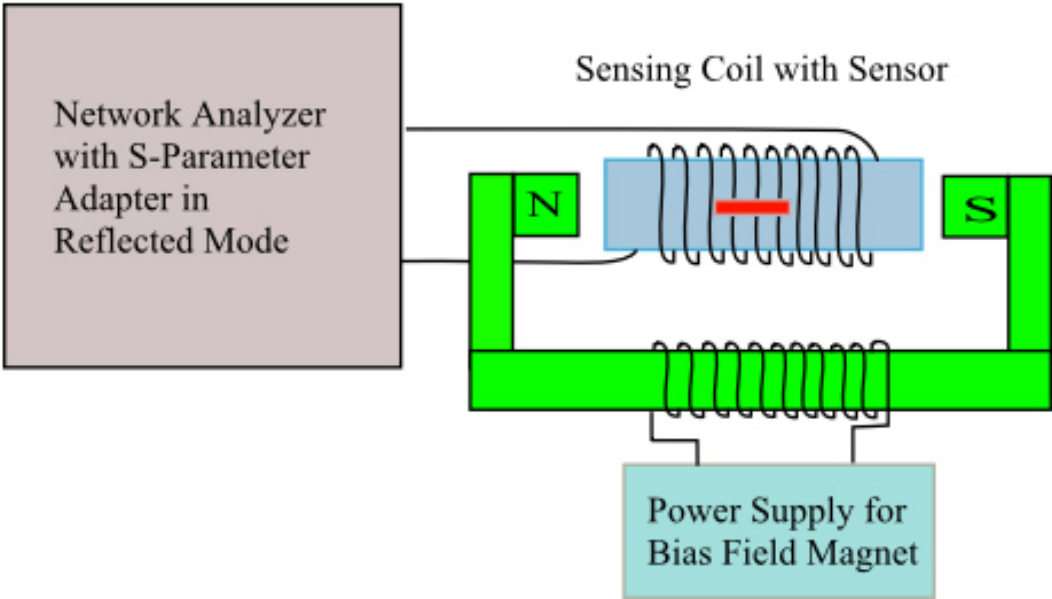 Sensing Coil with Sensor
Network Analyzer
with S-Parameter
Adapter in
Reflected Mode
N
S
Power Supply for
Bias Field Magnet